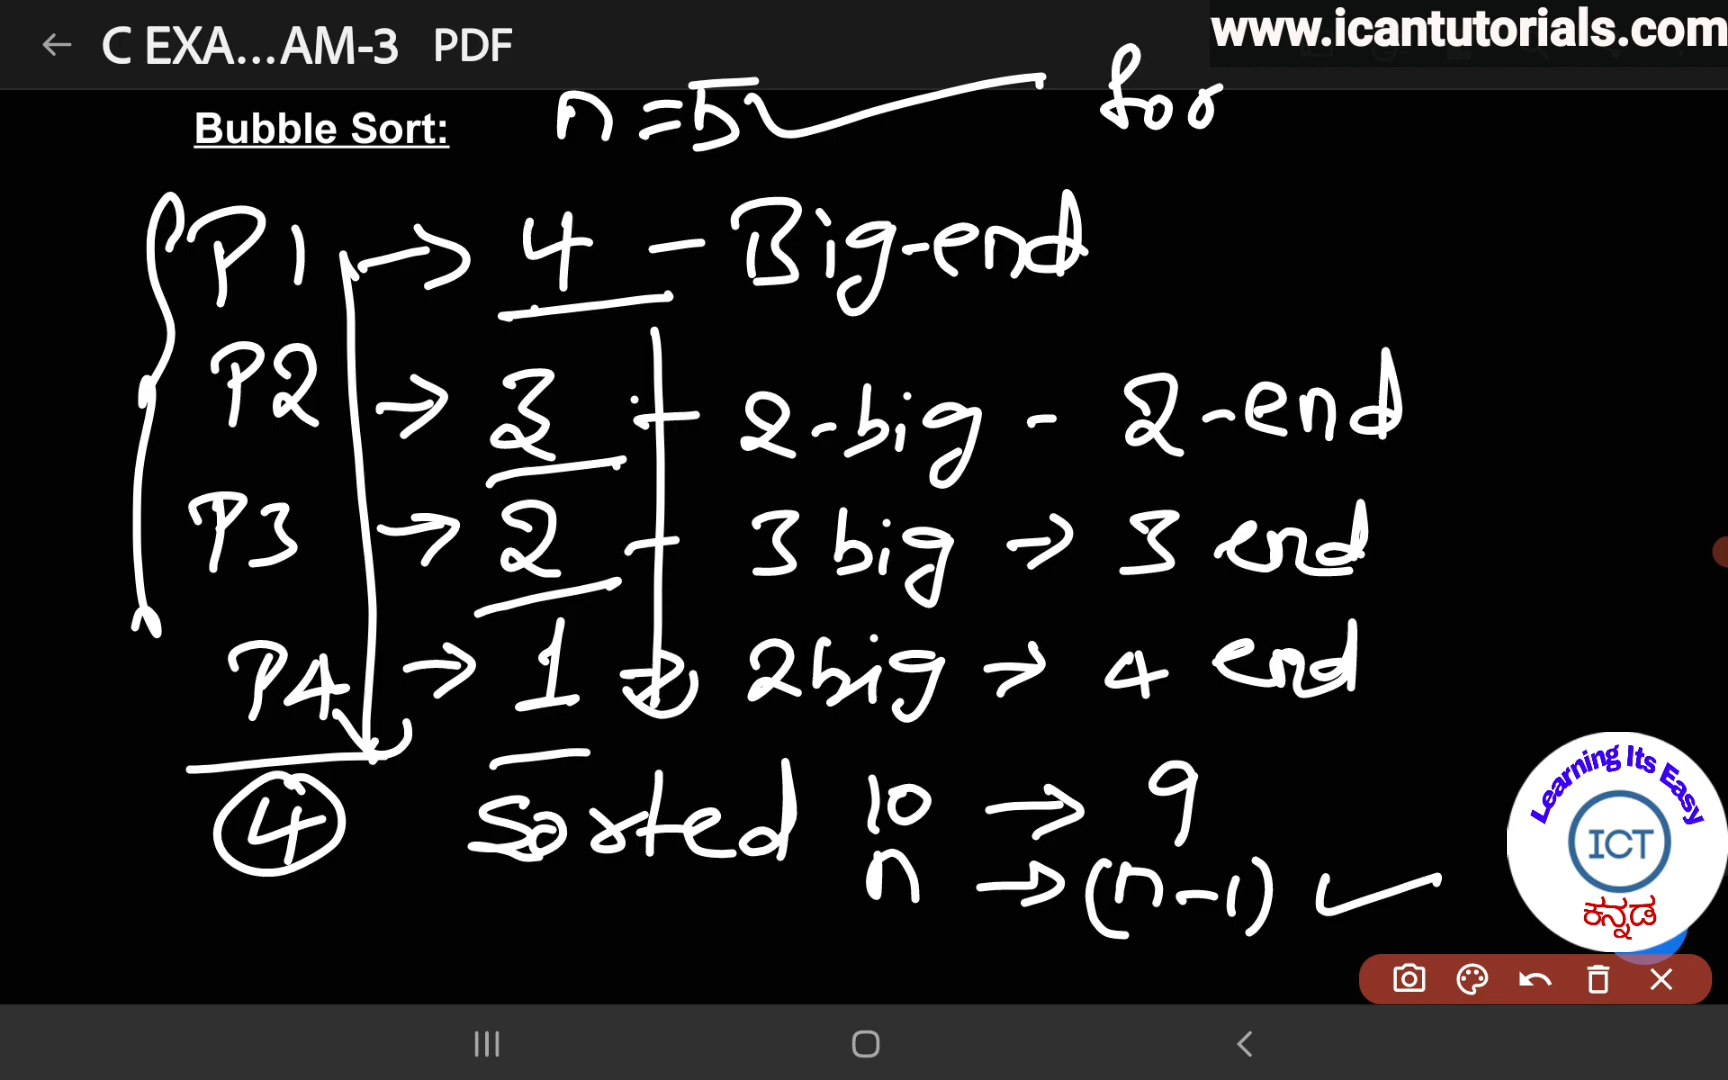 C EXA...AM-3 PDF
www.icantutorials.com
Bubble Sort: n=5 for
P1 → 4 - Big-end
P2 → 3 - 2-big - 2-end
P3 → 2 - 3 big → 3 end
P4 → 1 → 2big → 4 end
4 Sorted 10 → 9
n → (n-1) ✓
Learning Its Easy
ICT
ಕನ್ನಡ